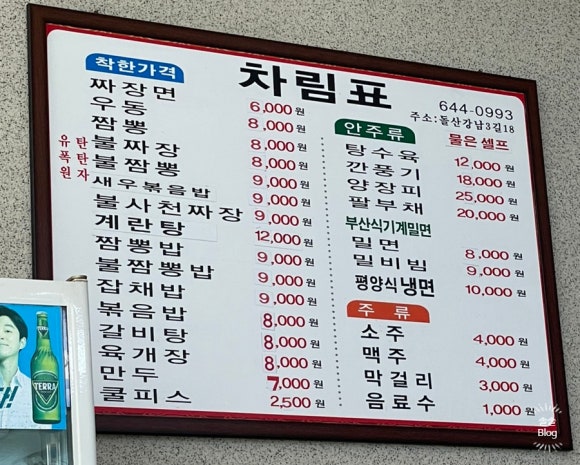 차림표
644-0993
주소:돌산강남3길18
착한가격
짜장면 6,000원
우동 8,000원
짬뽕 8,000원
유탄 불짜장 8,000원
폭탄 불짬뽕 9,000원
원자 새우볶음밥 9,000원
불사천짜장 9,000원
계란탕 12,000원
짬뽕밥 9,000원
불짬뽕밥 9,000원
잡채밥 9,000원
볶음밥 8,000원
갈비탕 8,000원
육개장 8,000원
만두 7,000원
쿨피스 2,500원
안주류 물은 셀프
탕수육 12,000원
깐풍기 18,000원
양장피 25,000원
팔부채 20,000원
부산식기계밀면
밀면 8,000원
밀비빔 9,000원
평양식냉면 10,000원
주류
소주 4,000원
맥주 4,000원
막걸리 3,000원
음료수 1,000원
TERRA
다!
Blog